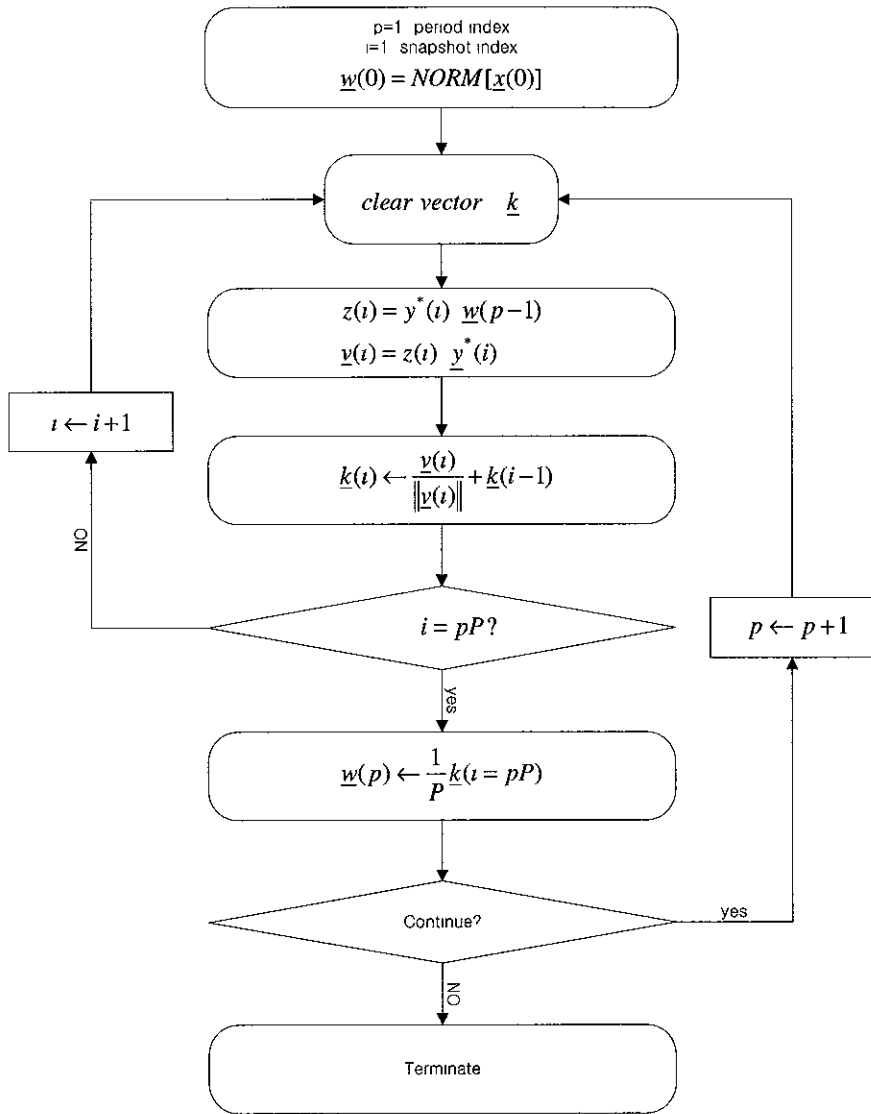 p=1 period index
i=1 snapshot index
w(0) = NORM[x(0)]
clear vector k
z(ı) = y*(ı) w(p−1)
v(ı) = z(ı) y*(i)
ı ← i+1
k(ı) ← v(ı) / ‖v(ı)‖ + k(i−1)
NO
i = pP?
p ← p+1
yes
w(p) ← 1/P k(ı = pP)
Continue?
yes
NO
Terminate